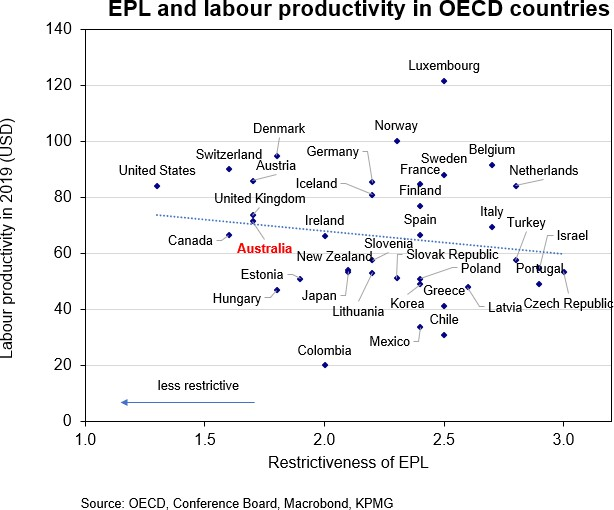 EPL and labour productivity in OECD countries
Labour productivity in 2019 (USD)
140
120
100
80
60
40
20
0
Luxembourg
Denmark
Norway
Switzerland
Germany
Sweden
Belgium
United States
Austria
France
Netherlands
Iceland
Finland
United Kingdom
Ireland
Spain
Italy
Turkey
Israel
Canada
Australia
Slovenia
New Zealand
Slovak Republic
Estonia
Poland
Portugal
Hungary
Japan
Lithuania
Korea
Greece
Latvia
Czech Republic
Chile
Mexico
Colombia
less restrictive
1.0 1.5 2.0 2.5 3.0
Restrictiveness of EPL
Source: OECD, Conference Board, Macrobond, KPMG